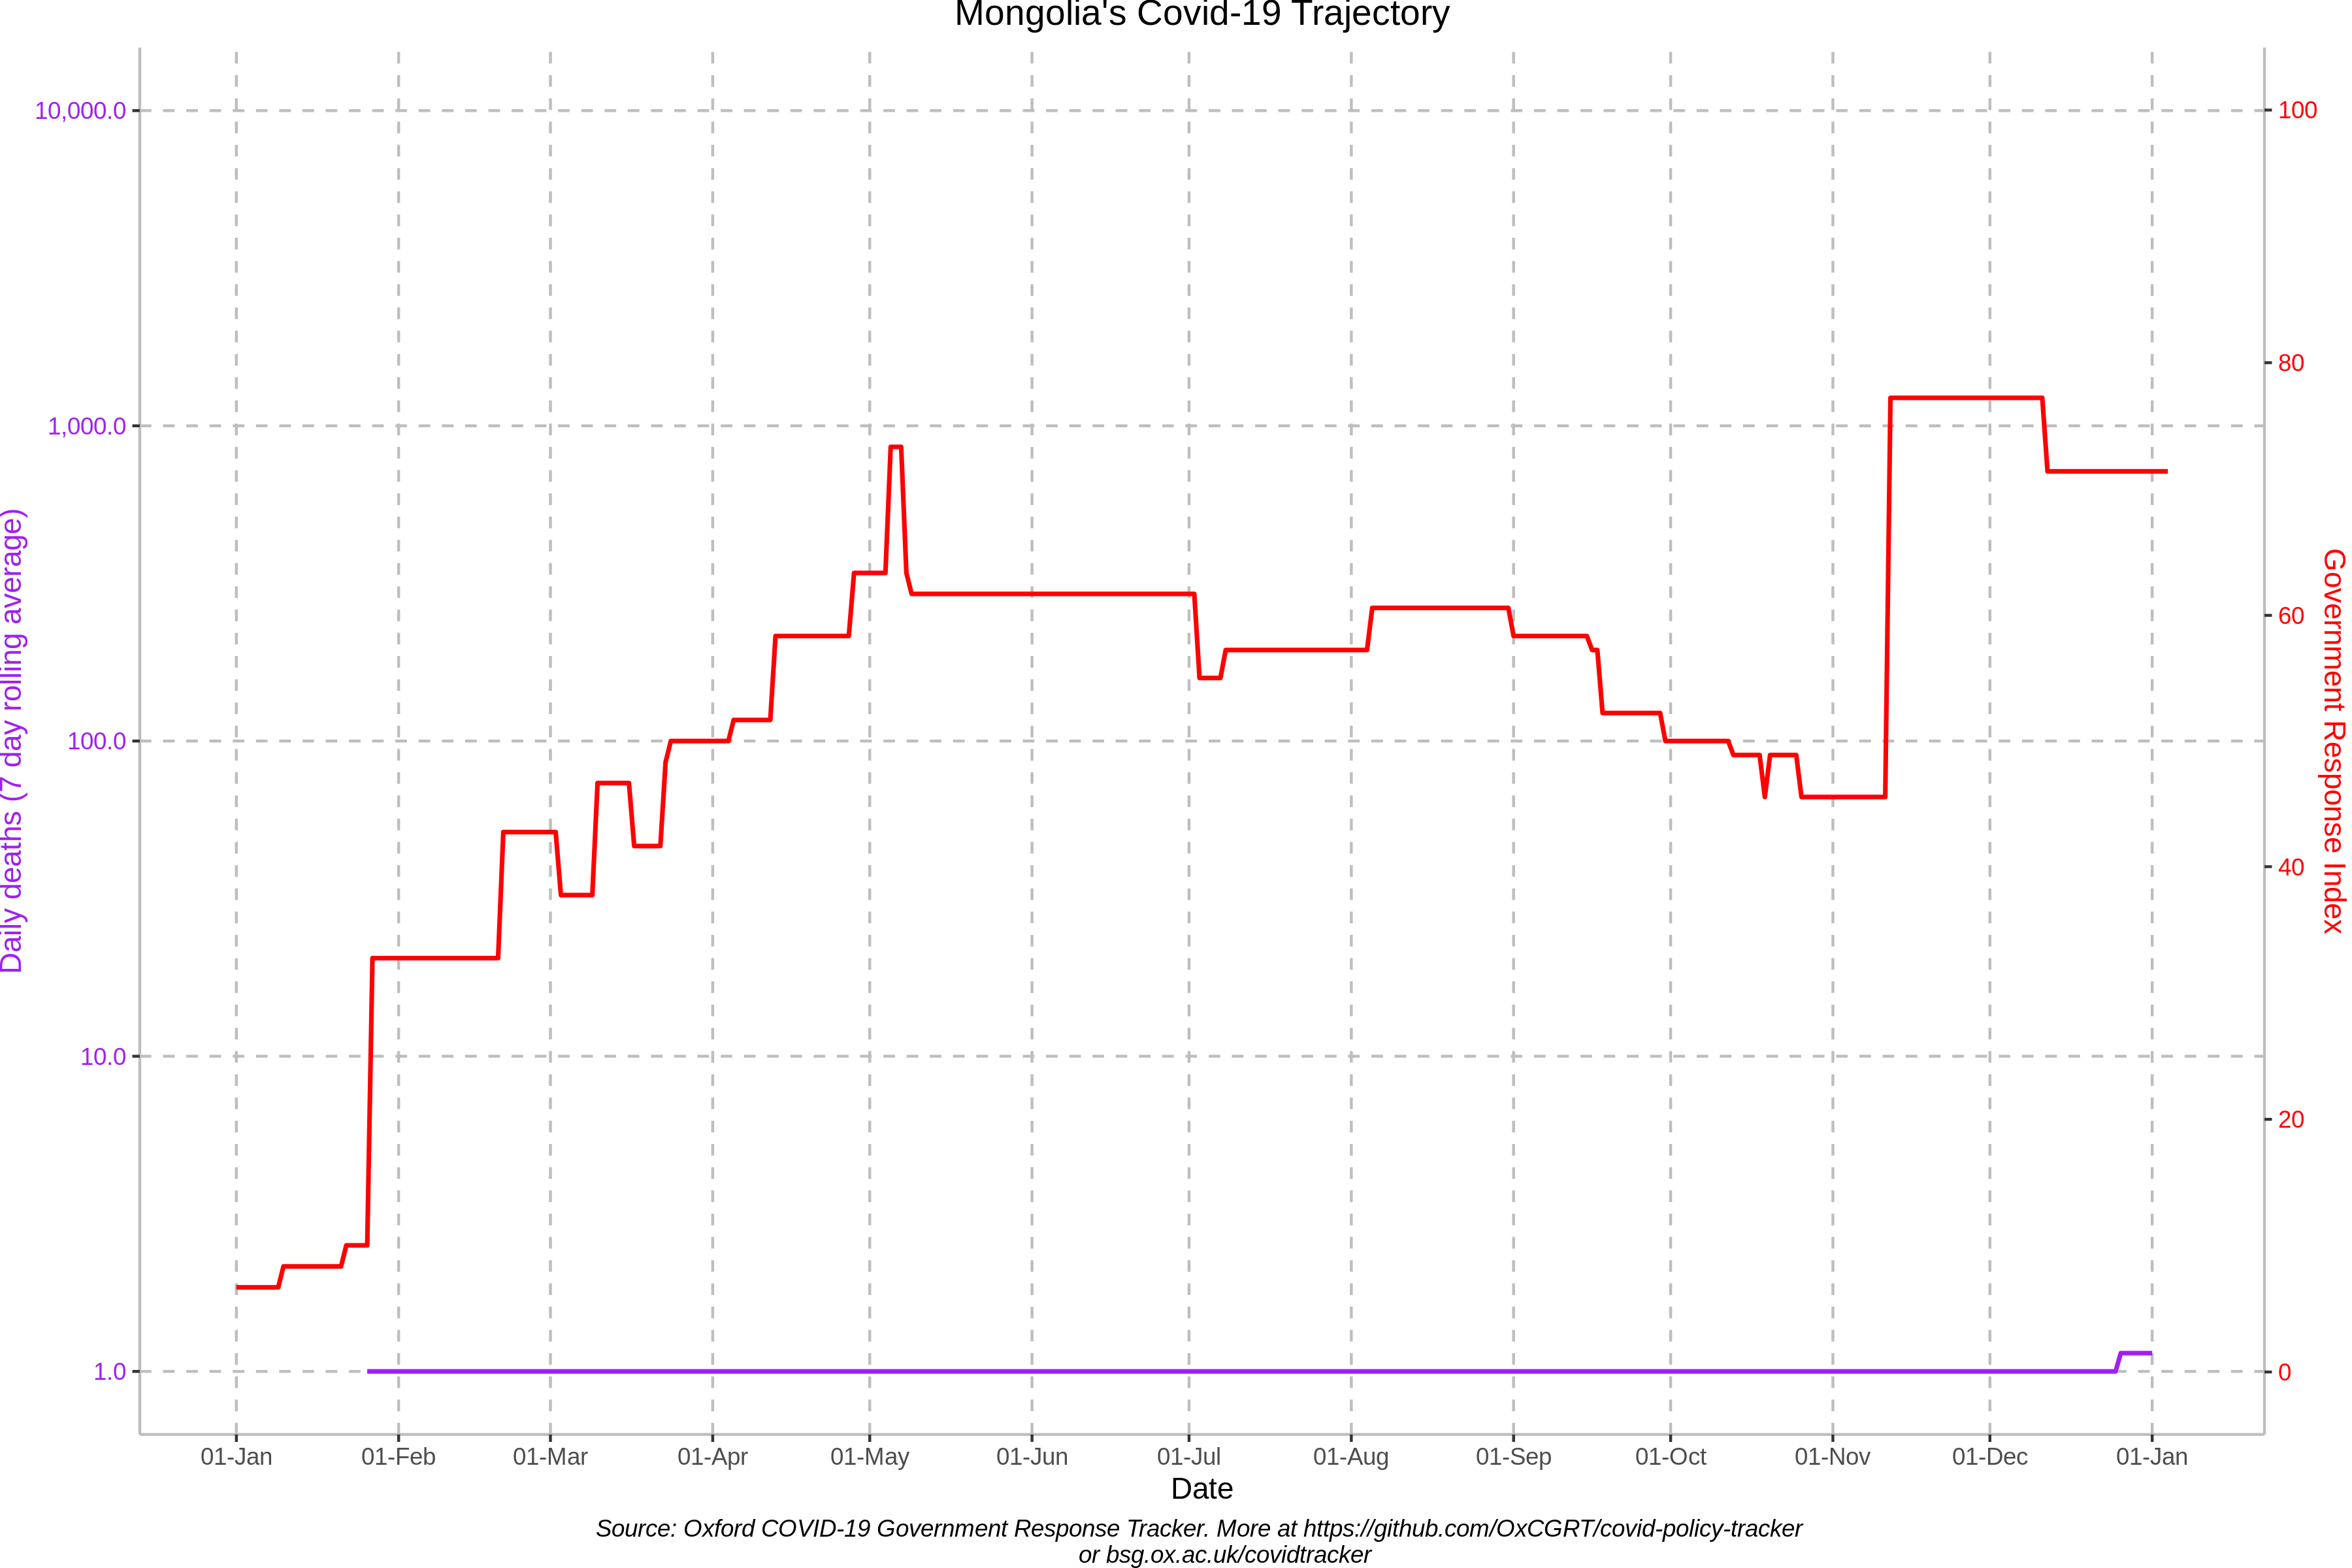 Mongolia's Covid-19 Trajectory
10,000.0
1,000.0
100.0
10.0
1.0
Daily deaths (7 day rolling average)
100
80
60
40
20
0
Government Response Index
01-Jan 01-Feb 01-Mar 01-Apr 01-May 01-Jun 01-Jul 01-Aug 01-Sep 01-Oct 01-Nov 01-Dec 01-Jan
Date
Source: Oxford COVID-19 Government Response Tracker. More at https://github.com/OxCGRT/covid-policy-tracker
or bsg.ox.ac.uk/covidtracker